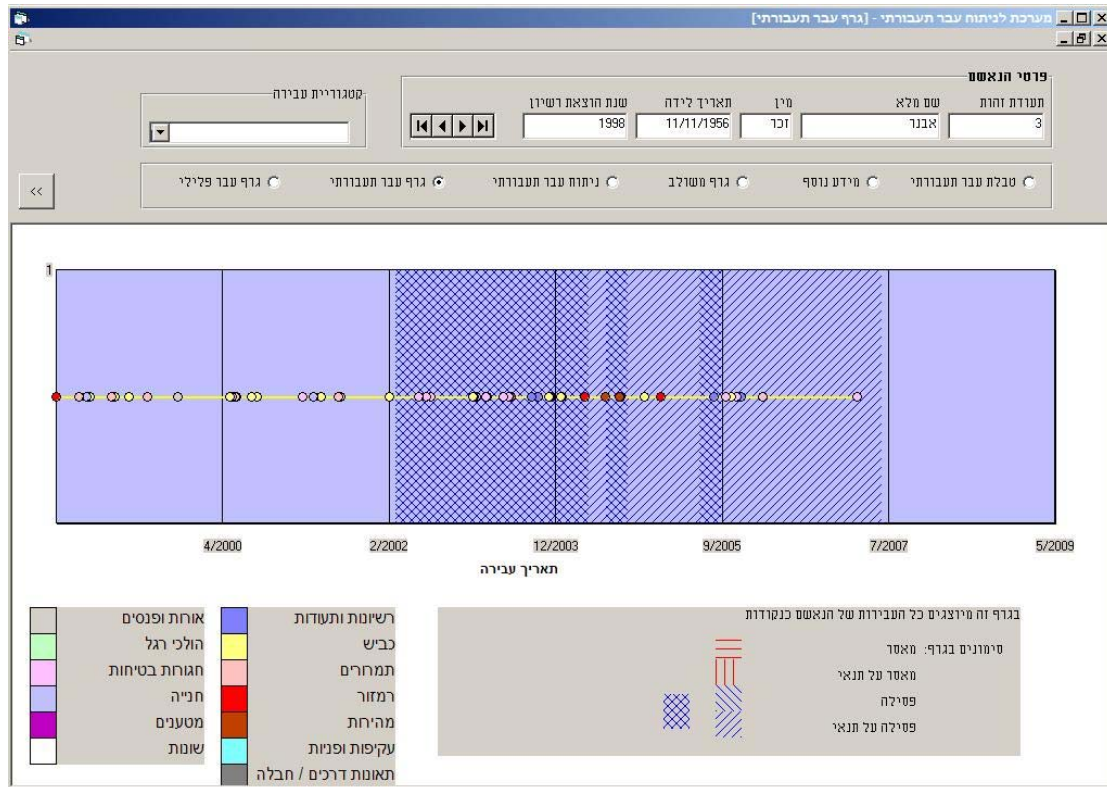 מערכת לניתוח עבר תעבורתי - [גרף עבר תעבורתי]
פרטי הנאשם
תעודת זהות
שם מלא
מין
תאריך לידה
שנת הוצאת רשיון
3
אבנר
זכר
11/11/1956
1998
קטגוריית עבירה
טבלת עבר תעבורתי
מידע נוסף
גרף משולב
ניתוח עבר תעבורתי
גרף עבר תעבורתי
גרף עבר פלילי
>>
1
4/2000
2/2002
12/2003
9/2005
7/2007
5/2009
תאריך עבירה
בגרף זה מיוצגים כל העבירות של הנאשם כנקודות
סימונים בגרף: מאסר
מאסר על תנאי
פסילה
פסילה על תנאי
רשיונות ותעודות
כביש
תמרורים
רמזור
מהירות
עקיפות ופניות
תאונות דרכים / חבלה
אורות ופנסים
הולכי רגל
חגורות בטיחות
חנייה
מטענים
שונות